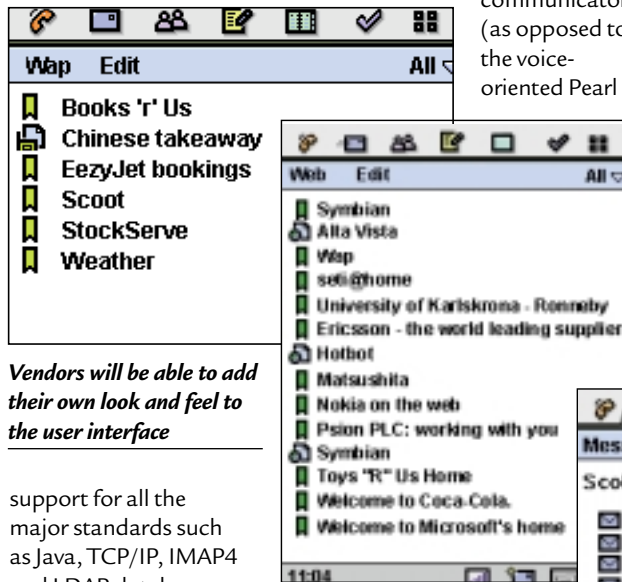 communicator
(as opposed to
the voice-
oriented Pearl
Wap Edit All
Books 'r' Us
Chinese takeaway
EezyJet bookings
Scoot
StockServe
Weather
Web Edit All
Symbian
Alta Vista
Wap
seti@home
University of Karlskrona - Ronneby
Ericsson - the world leading supplier
Hotbot
Matsushita
Nokia on the web
Psion PLC: working with you
Symbian
Toys "R" Us Home
Welcome to Coca-Cola.
Welcome to Microsoft's home
11:04
Vendors will be able to add
their own look and feel to
the user interface
support for all the
major standards such
as Java, TCP/IP, IMAP4